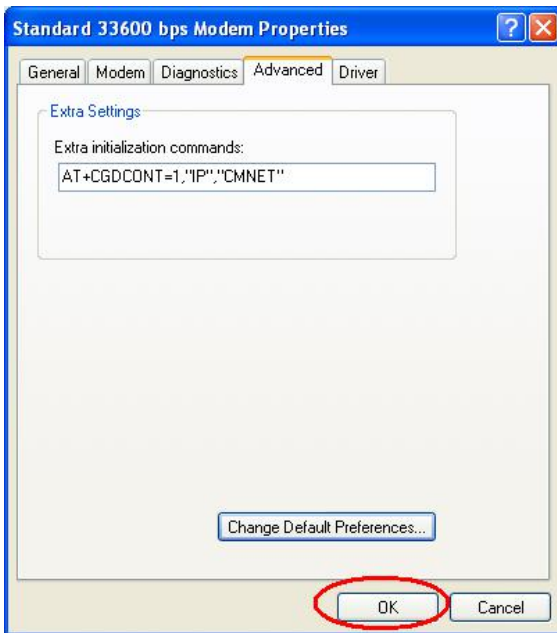 Standard 33600 bps Modem Properties
General Modem Diagnostics Advanced Driver
Extra Settings
Extra initialization commands:
AT+CGDCONT=1,"IP","CMNET"
Change Default Preferences...
OK Cancel